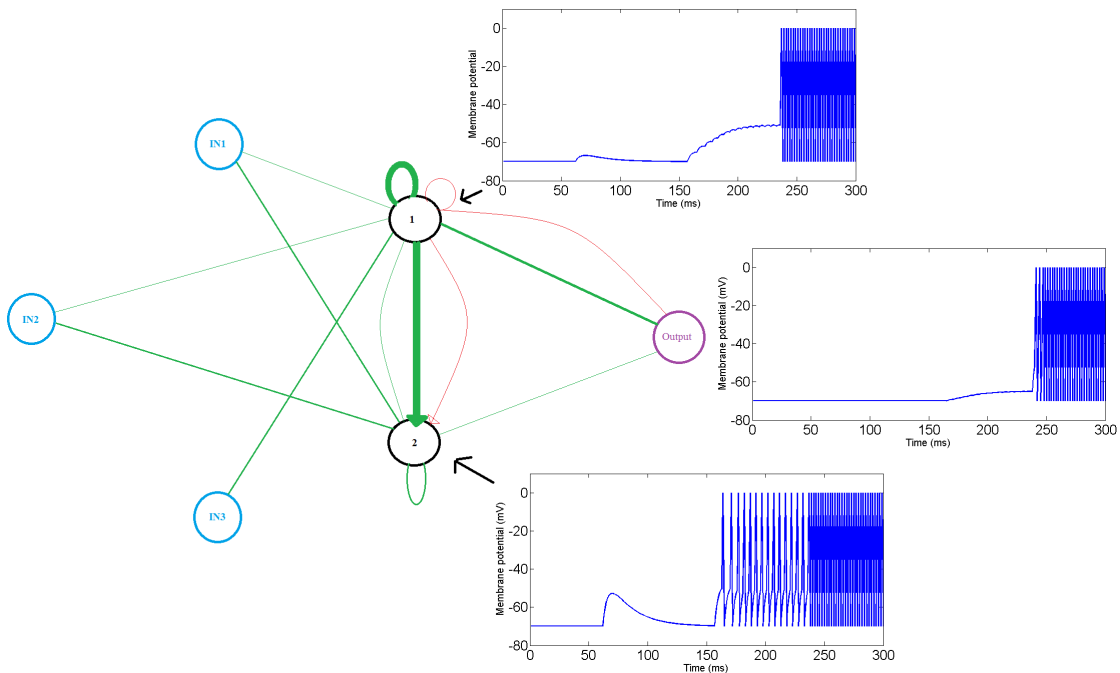 0
-20
-40
-60
-80
Membrane potential
0 50 100 150 200 250 300
Time (ms)
IN1
1
IN2
Output
0
-20
-40
-60
-80
Membrane potential (mV)
0 50 100 150 200 250 300
Time (ms)
2
IN3
0
-20
-40
-60
-80
Membrane potential (mV)
0 50 100 150 200 250 300
Time (ms)